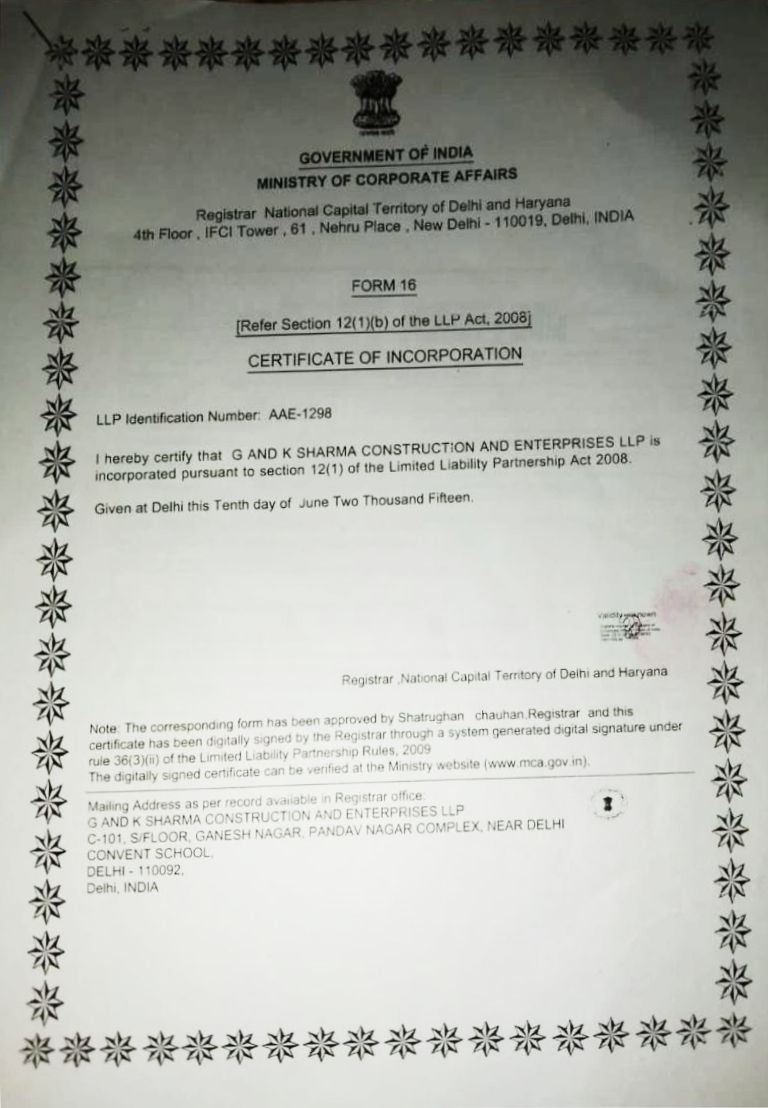 GOVERNMENT OF INDIA
MINISTRY OF CORPORATE AFFAIRS
Registrar National Capital Territory of Delhi and Haryana
4th Floor , IFCI Tower , 61 , Nehru Place , New Delhi - 110019, Delhi, INDIA
FORM 16
[Refer Section 12(1)(b) of the LLP Act, 2008]
CERTIFICATE OF INCORPORATION
LLP Identification Number: AAE-1298
I hereby certify that G AND K SHARMA CONSTRUCTION AND ENTERPRISES LLP is
incorporated pursuant to section 12(1) of the Limited Liability Partnership Act 2008.
Given at Delhi this Tenth day of June Two Thousand Fifteen.
Validity unknown
Registrar ,National Capital Territory of Delhi and Haryana
Note: The corresponding form has been approved by Shatrughan chauhan,Registrar and this
certificate has been digitally signed by the Registrar through a system generated digital signature under
rule 36(3)(ii) of the Limited Liability Partnership Rules, 2009
The digitally signed certificate can be verified at the Ministry website (www.mca.gov.in).
Mailing Address as per record available in Registrar office:
G AND K SHARMA CONSTRUCTION AND ENTERPRISES LLP
C-101, S/FLOOR, GANESH NAGAR, PANDAV NAGAR COMPLEX, NEAR DELHI
CONVENT SCHOOL,
DELHI - 110092,
Delhi, INDIA